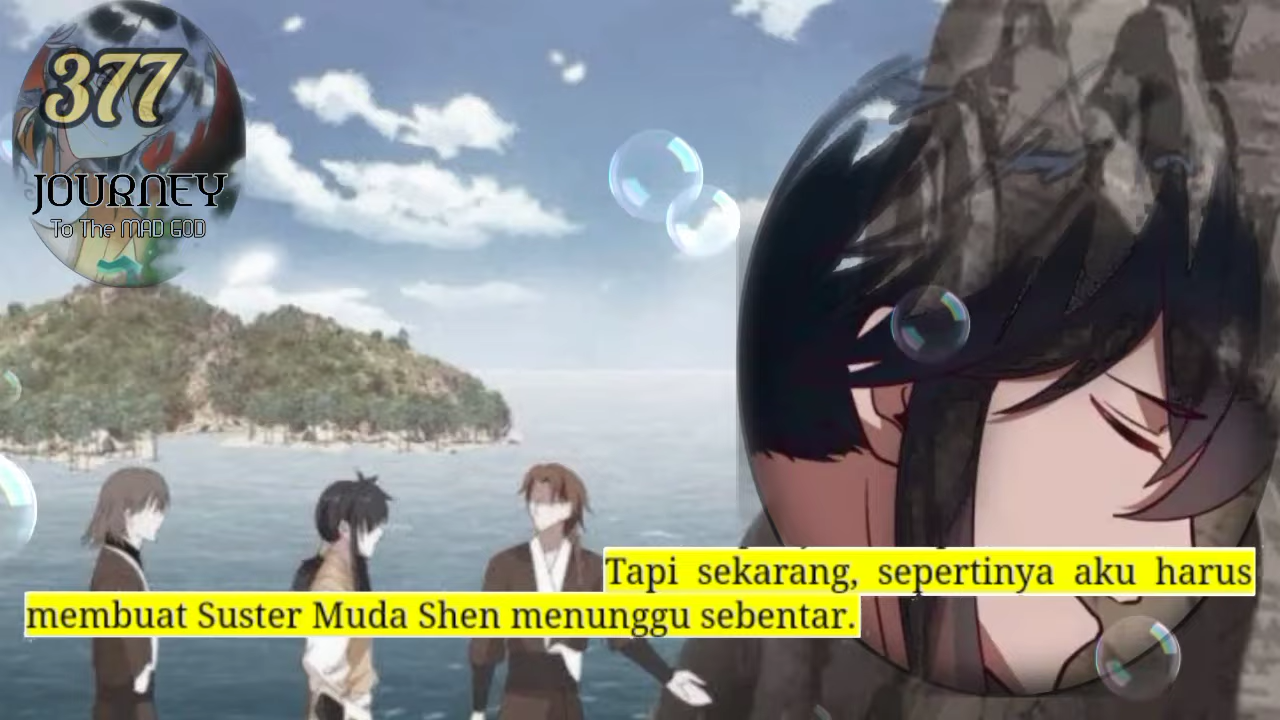 377
JOURNEY
To The MAD GOD
Tapi sekarang, sepertinya aku harus
membuat Suster Muda Shen menunggu sebentar.